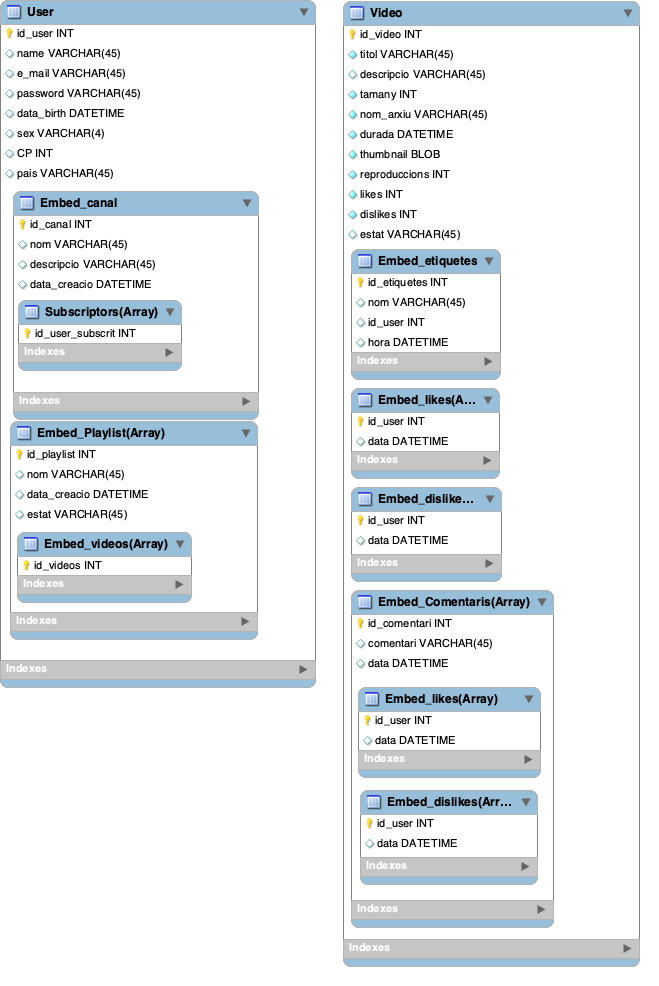 User
id_user INT
name VARCHAR(45)
e_mail VARCHAR(45)
password VARCHAR(45)
data_birth DATETIME
sex VARCHAR(4)
CP INT
pais VARCHAR(45)
Embed_canal
id_canal INT
nom VARCHAR(45)
descripcio VARCHAR(45)
data_creacio DATETIME
Subscriptors(Array)
id_user_subscrit INT
Indexes
Indexes
Embed_Playlist(Array)
id_playlist INT
nom VARCHAR(45)
data_creacio DATETIME
estat VARCHAR(45)
Embed_videos(Array)
id_videos INT
Indexes
Indexes
Indexes
Video
id_video INT
titol VARCHAR(45)
descripcio VARCHAR(45)
tamany INT
nom_arxiu VARCHAR(45)
durada DATETIME
thumbnail BLOB
reproduccions INT
likes INT
dislikes INT
estat VARCHAR(45)
Embed_etiquetes
id_etiquetes INT
nom VARCHAR(45)
id_user INT
hora DATETIME
Indexes
Embed_likes(A...
id_user INT
data DATETIME
Indexes
Embed_dislike...
id_user INT
data DATETIME
Indexes
Embed_Comentaris(Array)
id_comentari INT
comentari VARCHAR(45)
data DATETIME
Embed_likes(Array)
id_user INT
data DATETIME
Indexes
Embed_dislikes(Arr...
id_user INT
data DATETIME
Indexes
Indexes
Indexes